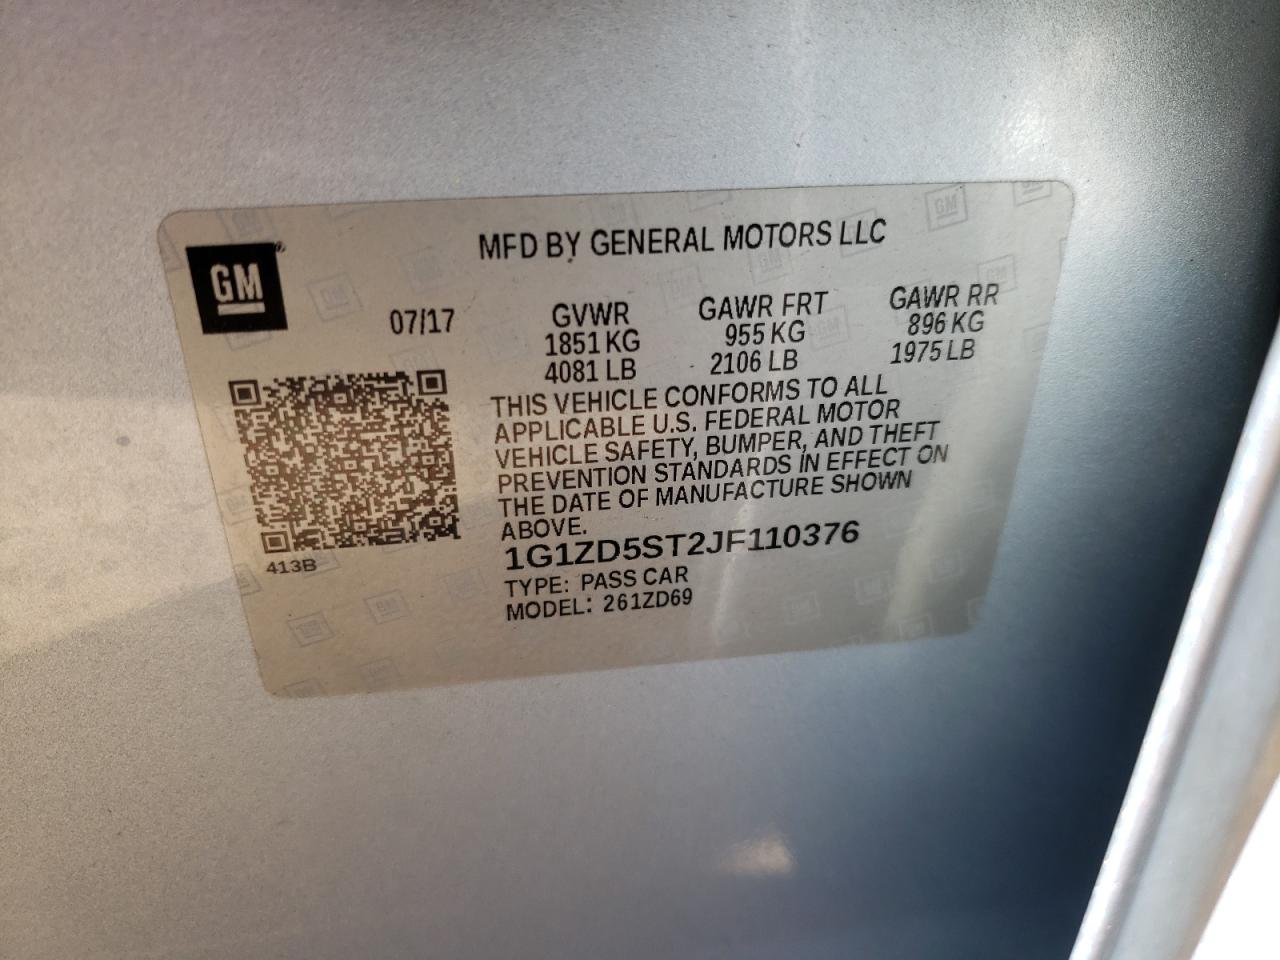 GM
MFD BY GENERAL MOTORS LLC
07/17
GVWR GAWR FRT GAWR RR
1851 KG 955 KG 896 KG
4081 LB 2106 LB 1975 LB
THIS VEHICLE CONFORMS TO ALL
APPLICABLE U.S. FEDERAL MOTOR
VEHICLE SAFETY, BUMPER, AND THEFT
PREVENTION STANDARDS IN EFFECT ON
THE DATE OF MANUFACTURE SHOWN
ABOVE.
1G1ZD5ST2JF110376
TYPE: PASS CAR
MODEL: 261ZD69
413B